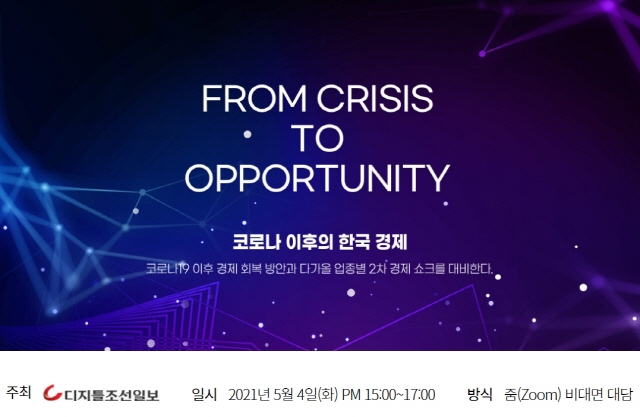 FROM CRISIS
TO
OPPORTUNITY
코로나 이후의 한국 경제
코로나19 이후 경제 회복 방안과 다가올 업종별 2차 경제 쇼크를 대비한다.
주최 디지틀조선일보 일시 2021년 5월 4일(화) PM 15:00~17:00 방식 줌(Zoom) 비대면 대담